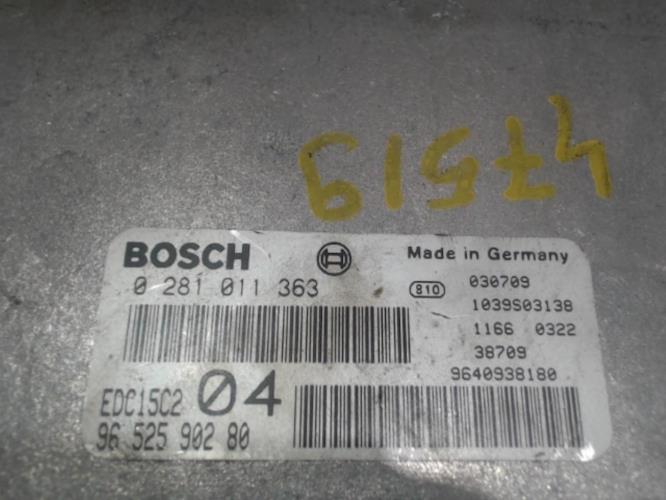 BOSCH
0 281 011 363
EDC15C2 04
96 525 902 80
Made in Germany
810
030709
1039S03138
1166 0322
38709
9640938180